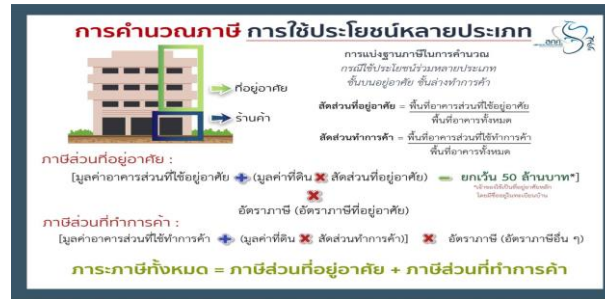 การคำนวณภาษี การใช้ประโยชน์หลายประเภท
สศก.
การแบ่งฐานภาษีในการคำนวณ
กรณีใช้ประโยชน์ร่วมหลายประเภท
ชั้นบนอยู่อาศัย ชั้นล่างทำการค้า
ที่อยู่อาศัย
ร้านค้า
สัดส่วนที่อยู่อาศัย = พื้นที่อาคารส่วนที่ใช้อยู่อาศัย
พื้นที่อาคารทั้งหมด
สัดส่วนทำการค้า = พื้นที่อาคารส่วนที่ใช้ทำการค้า
พื้นที่อาคารทั้งหมด
ภาษีส่วนที่อยู่อาศัย :
[มูลค่าอาคารส่วนที่ใช้อยู่อาศัย + (มูลค่าที่ดิน × สัดส่วนที่อยู่อาศัย) - ยกเว้น 50 ล้านบาท*]
×
อัตราภาษี (อัตราภาษีที่อยู่อาศัย)
ภาษีส่วนที่ทำการค้า :
[มูลค่าอาคารส่วนที่ใช้ทำการค้า + (มูลค่าที่ดิน × สัดส่วนทำการค้า)] × อัตราภาษี (อัตราภาษีอื่น ๆ)
ภาระภาษีทั้งหมด = ภาษีส่วนที่อยู่อาศัย + ภาษีส่วนที่ทำการค้า